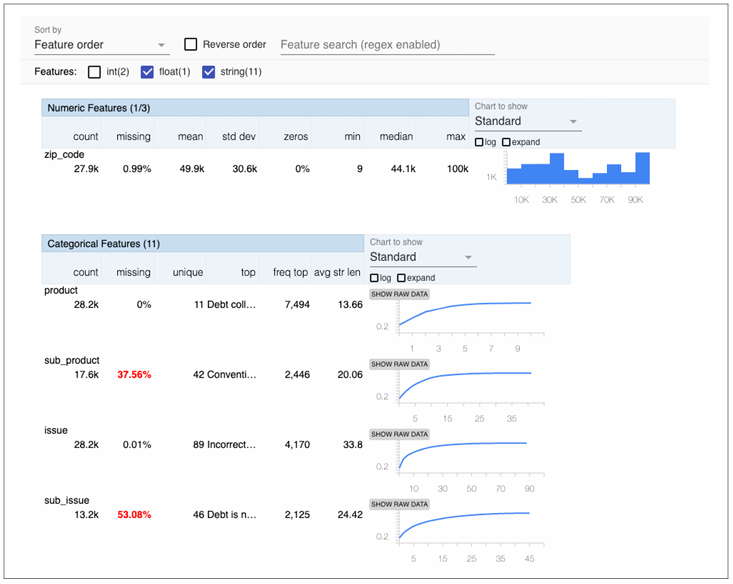 Sort by
Feature order
Reverse order
Feature search (regex enabled)
Features: int(2) float(1) string(11)
Numeric Features (1/3)
Chart to show
Standard
count missing mean std dev zeros min median max
log expand
zip_code
27.9k 0.99% 49.9k 30.6k 0% 9 44.1k 100k
1K
10K 30K 50K 70K 90K
Categorical Features (11)
Chart to show
Standard
count missing unique top freq top avg str len
log expand
product
SHOW RAW DATA
28.2k 0% 11 Debt coll... 7,494 13.66
0.2
1 3 5 7 9
sub_product
SHOW RAW DATA
17.6k 37.56% 42 Conventi... 2,446 20.06
0.2
5 15 25 35
issue
SHOW RAW DATA
28.2k 0.01% 89 Incorrect... 4,170 33.8
0.2
10 30 50 70 90
sub_issue
SHOW RAW DATA
13.2k 53.08% 46 Debt is n... 2,125 24.42
0.2
5 15 25 35 45